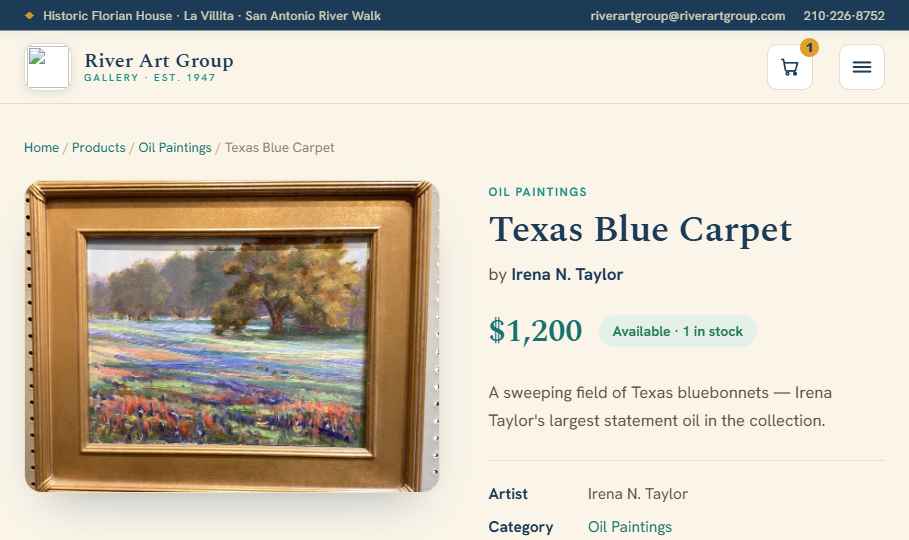 Historic Florian House · La Villita · San Antonio River Walk
riverartgroup@riverartgroup.com 210-226-8752
River Art Group
GALLERY · EST. 1947
1
Home / Products / Oil Paintings / Texas Blue Carpet
OIL PAINTINGS
Texas Blue Carpet
by Irena N. Taylor
$1,200 Available · 1 in stock
A sweeping field of Texas bluebonnets — Irena
Taylor's largest statement oil in the collection.
Artist Irena N. Taylor
Category Oil Paintings